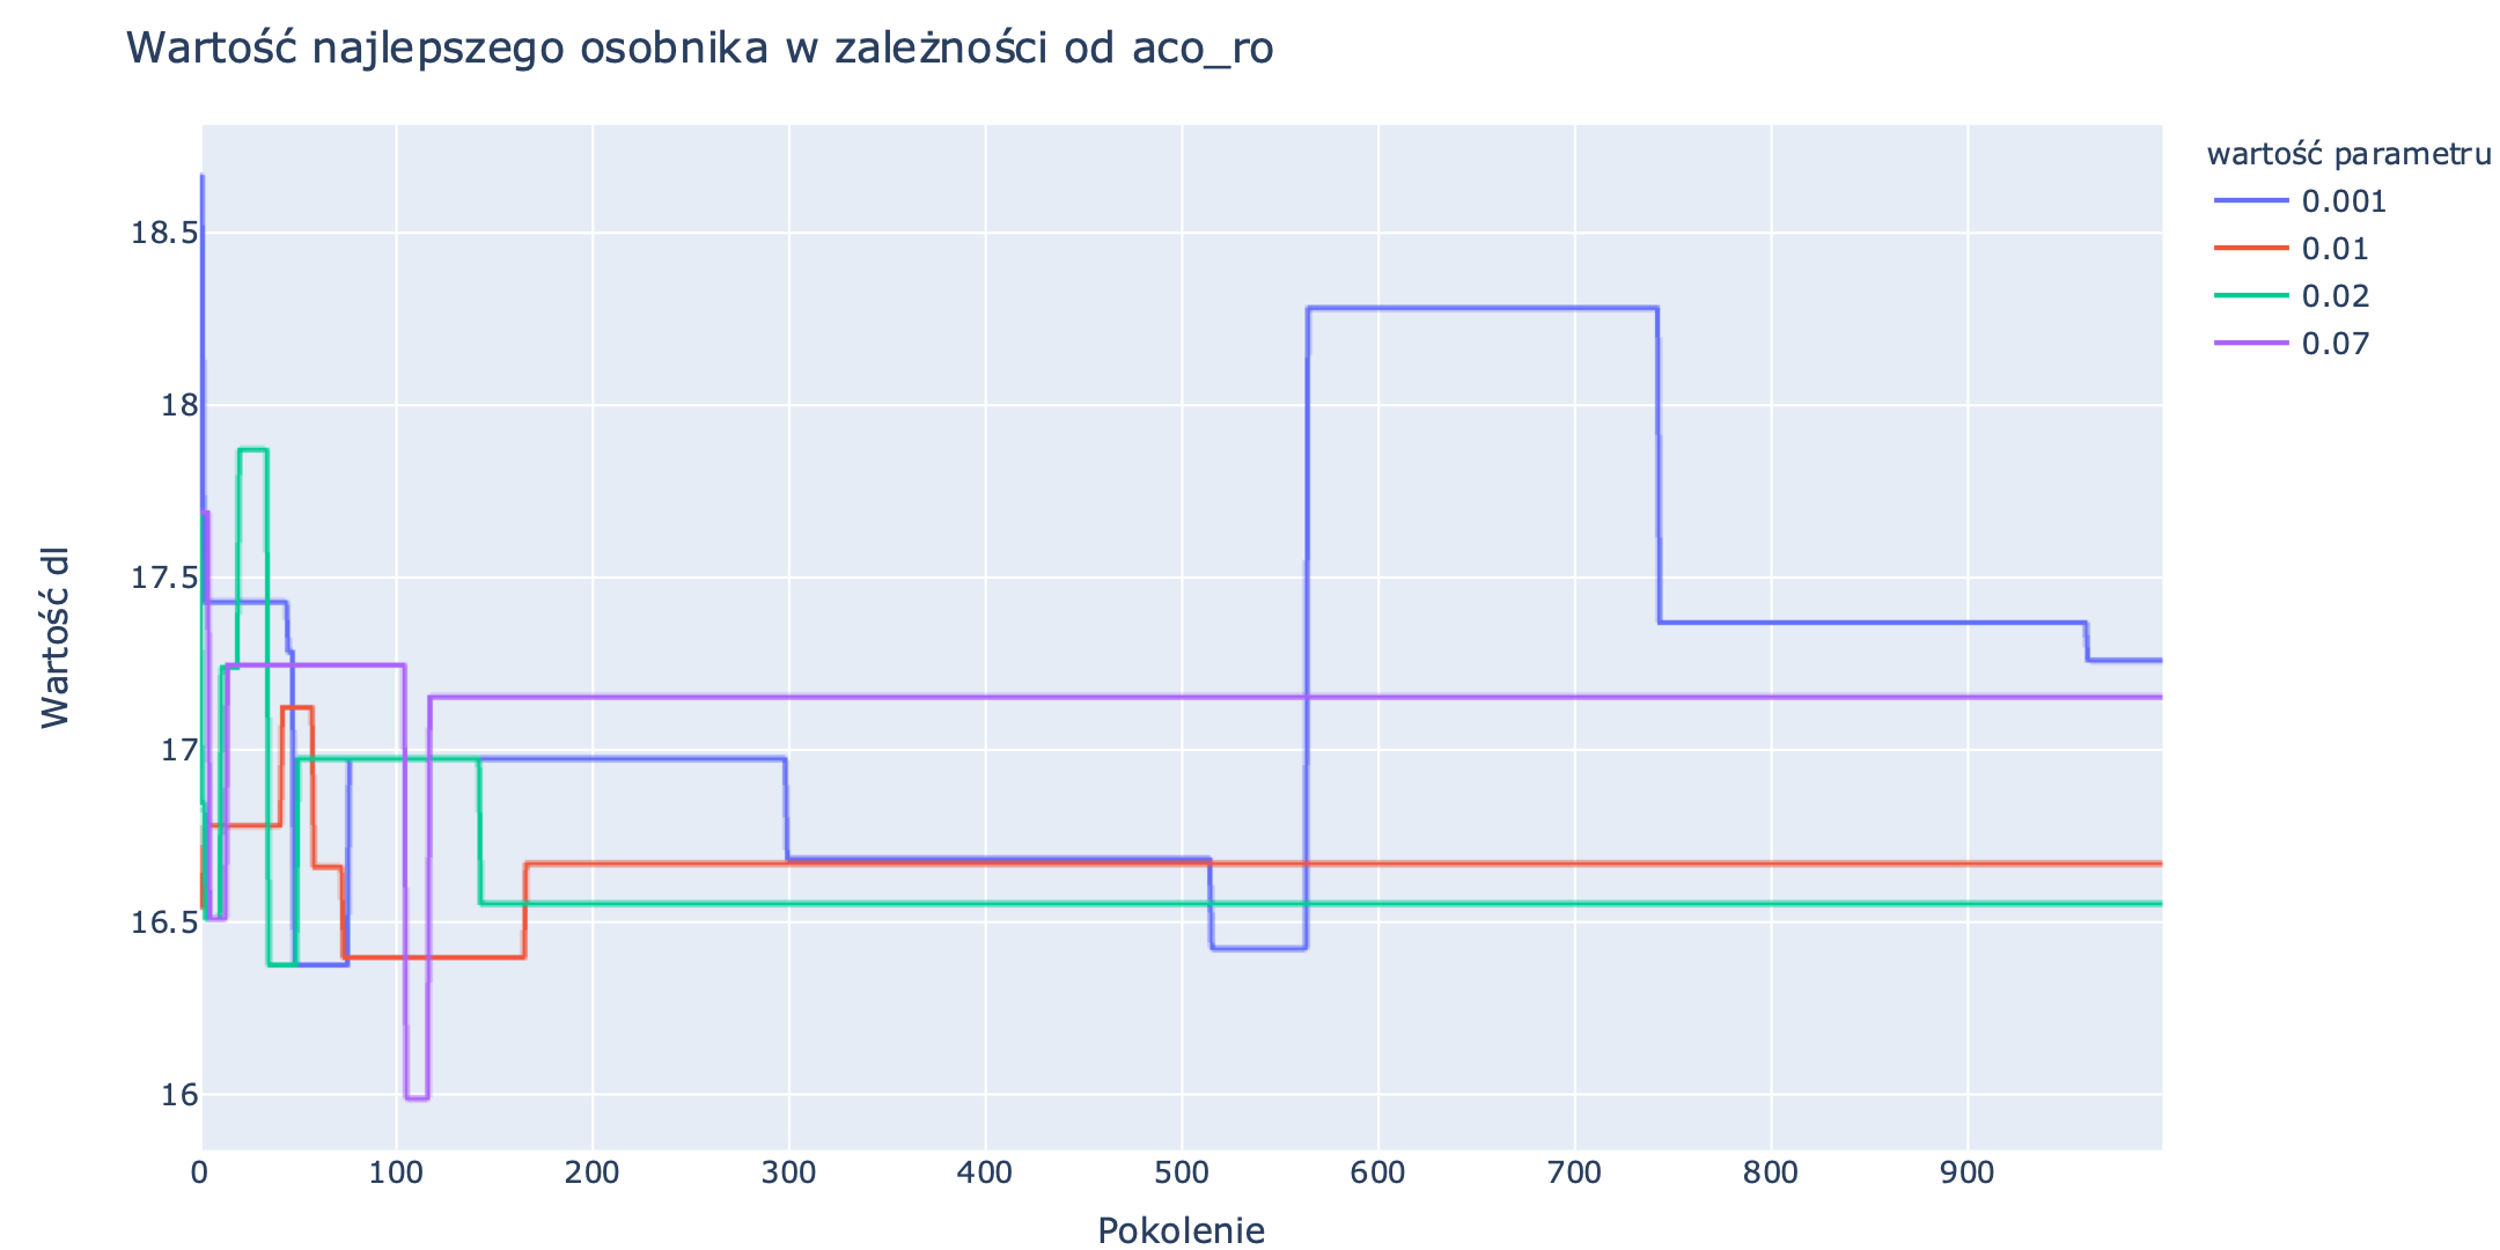 Wartość najlepszego osobnika w zależności od aco_ro
wartość parametru
0.001
0.01
0.02
0.07
Wartość dl
18.5
18
17.5
17
16.5
16
0 100 200 300 400 500 600 700 800 900
Pokolenie